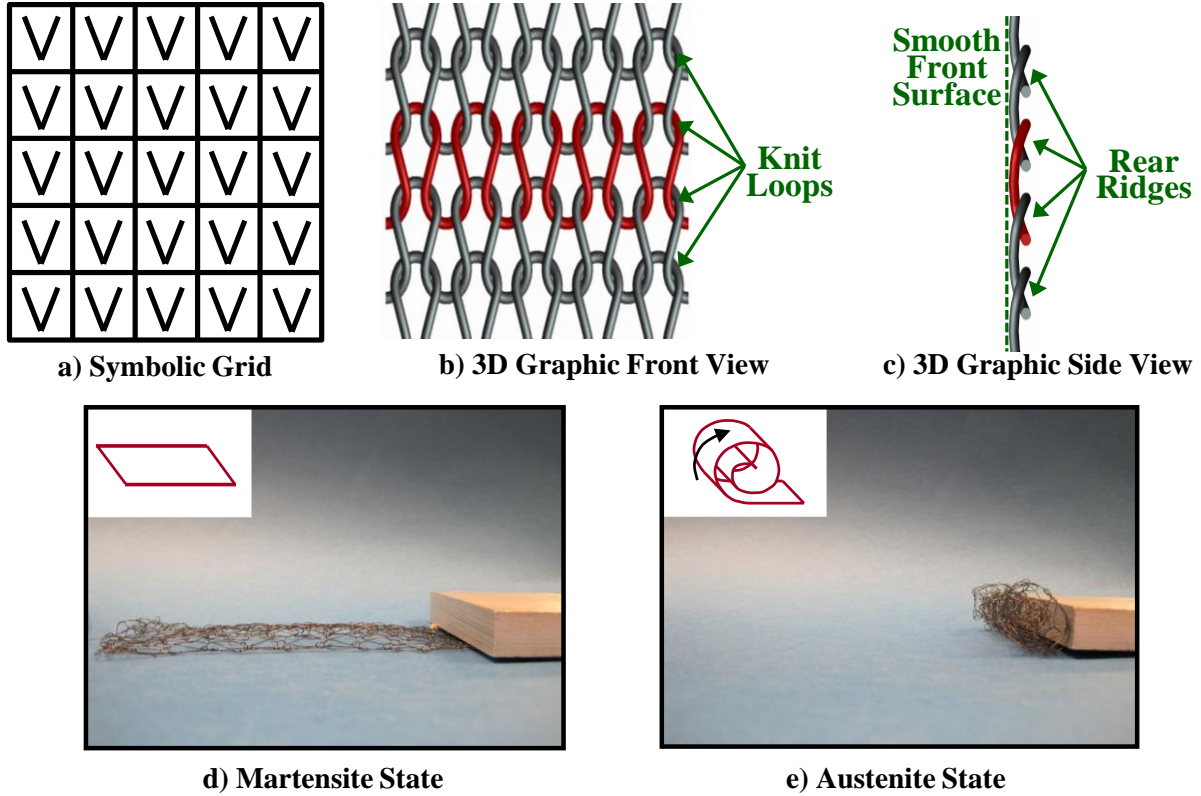 V V V V V
V V V V V
V V V V V
V V V V V
V V V V V
Knit
Loops
Smooth
Front
Surface
Rear
Ridges
a) Symbolic Grid
b) 3D Graphic Front View
c) 3D Graphic Side View
d) Martensite State
e) Austenite State